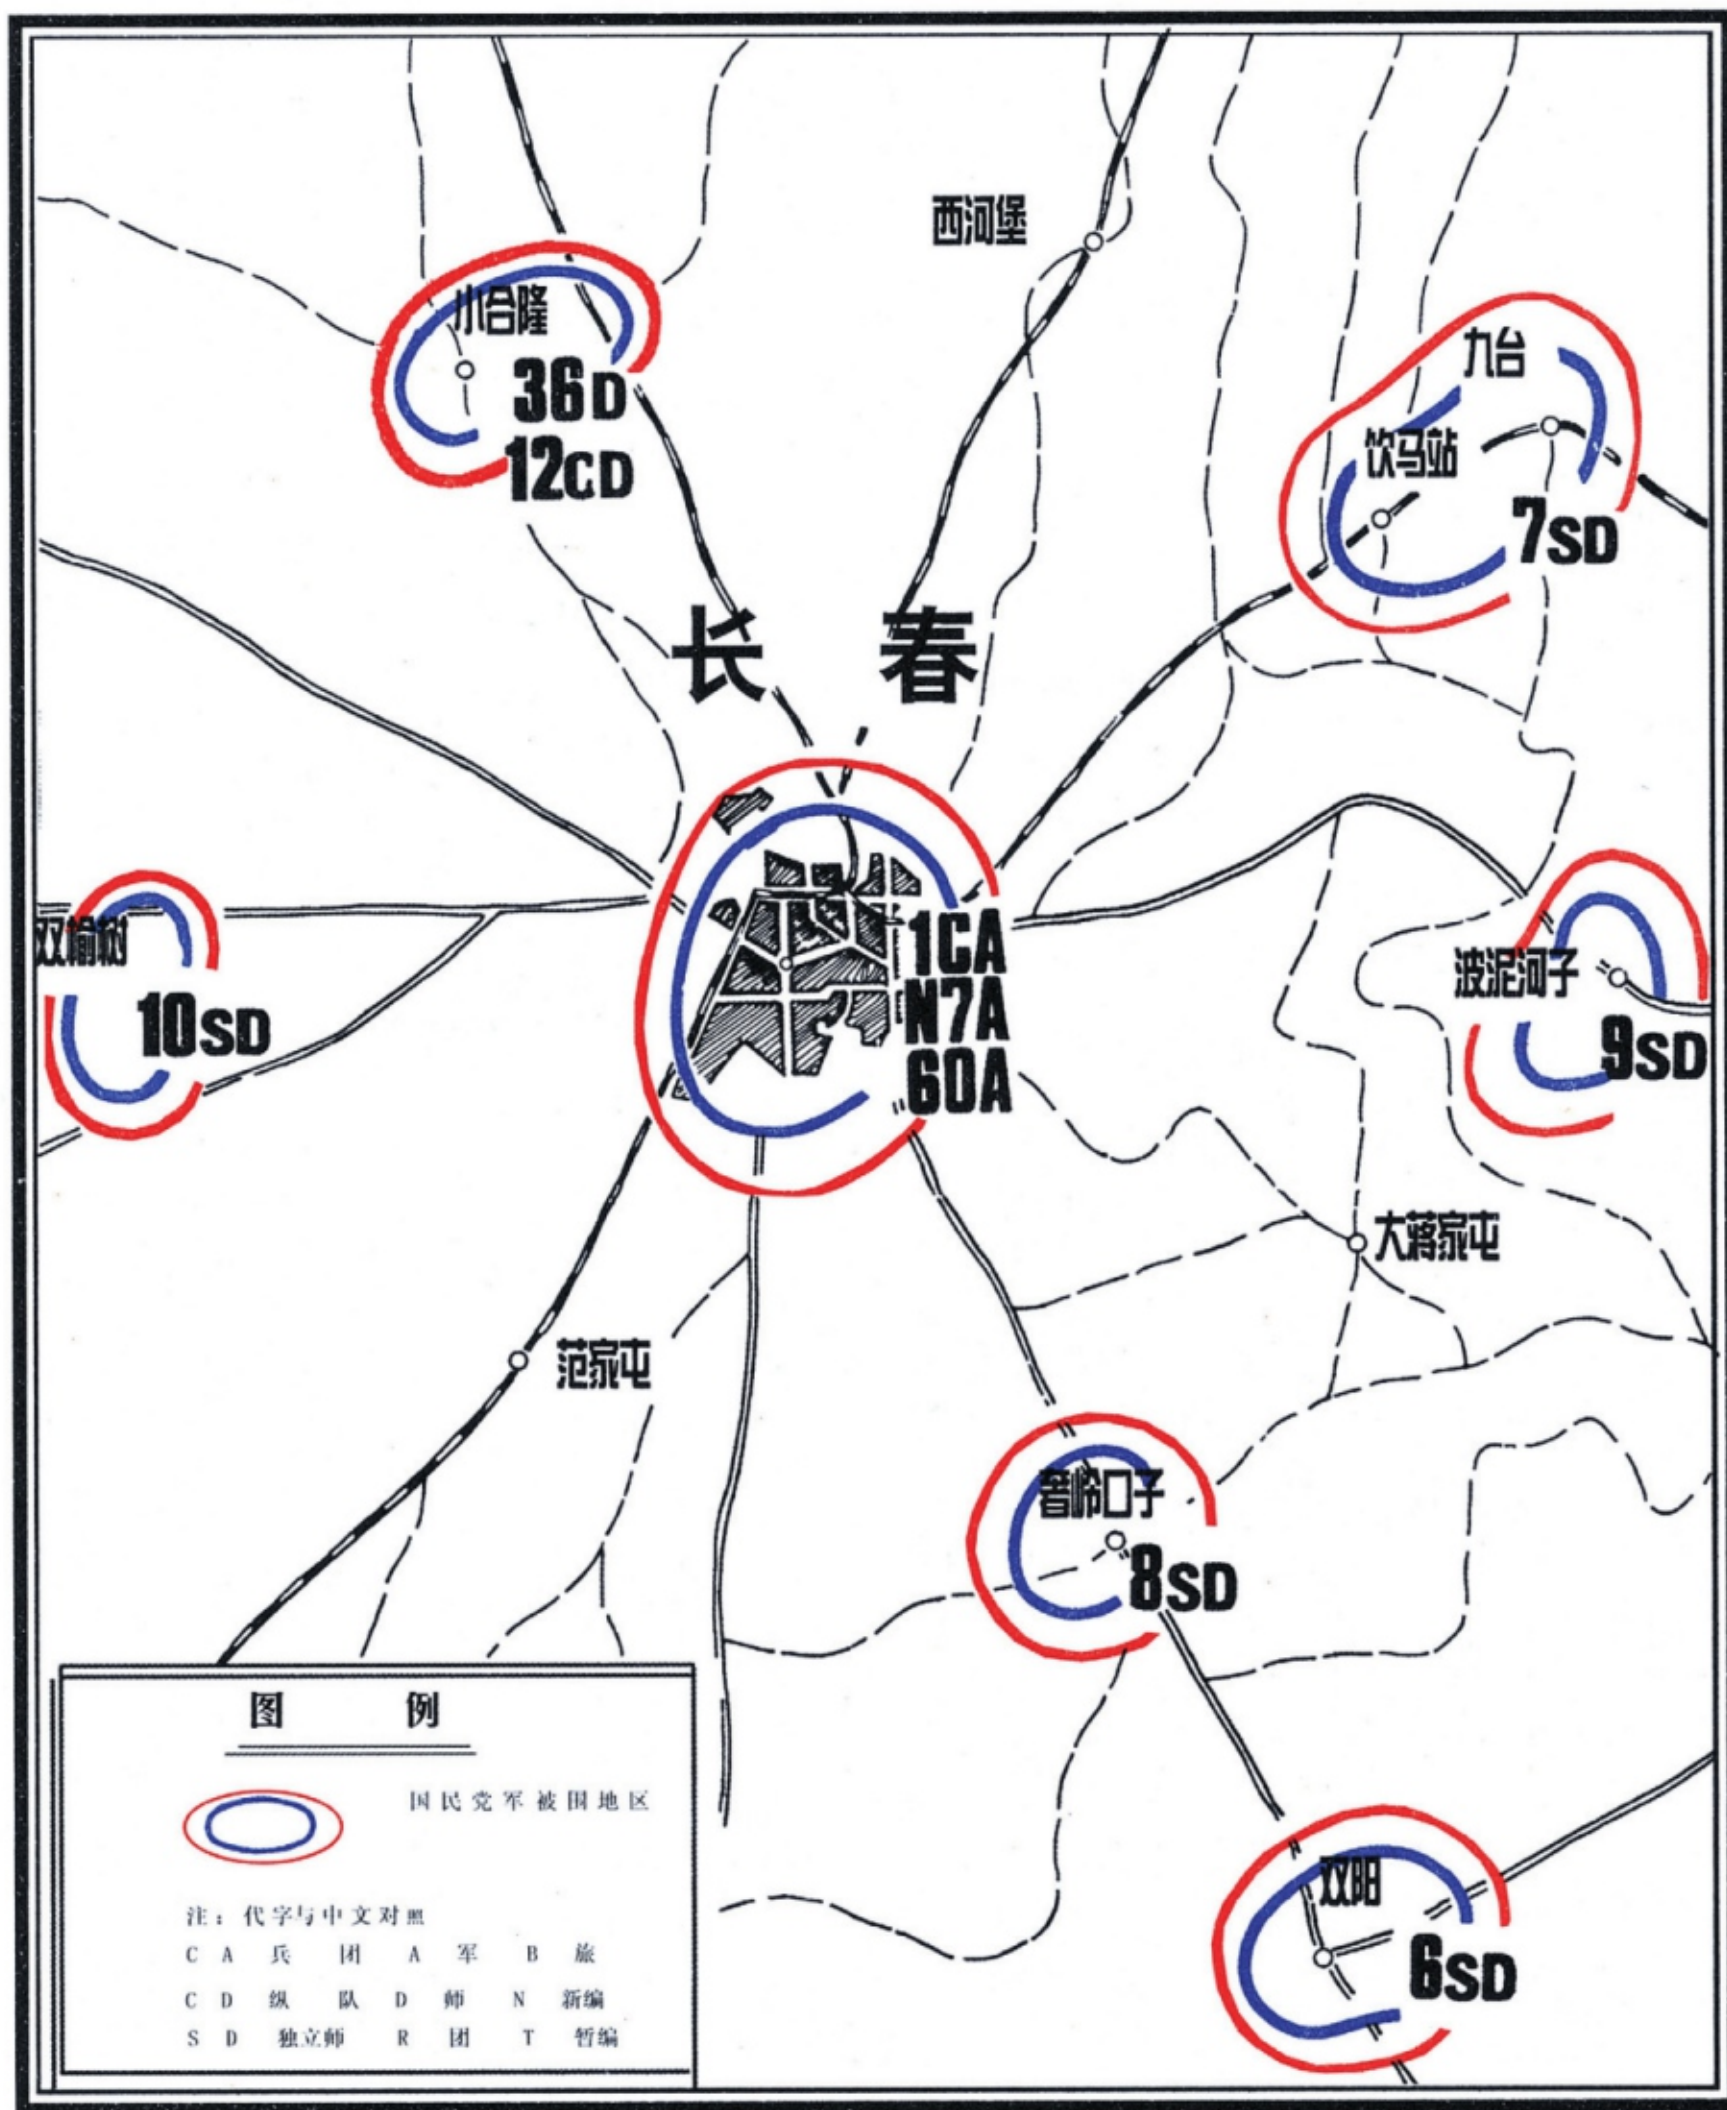 西河堡
小合隆
36D
12CD
九台
饮马站
7SD
长春
双榆树
10SD
1CA
N7A
60A
波泥河子
9SD
大蒋家屯
范家屯
奢岭口子
8SD
双阳
6SD
图 例
国民党军被围地区
注：代字与中文对照
CA 兵团 A 军 B 旅
CD 纵队 D 师 N 新编
SD 独立师 R 团 T 暂编